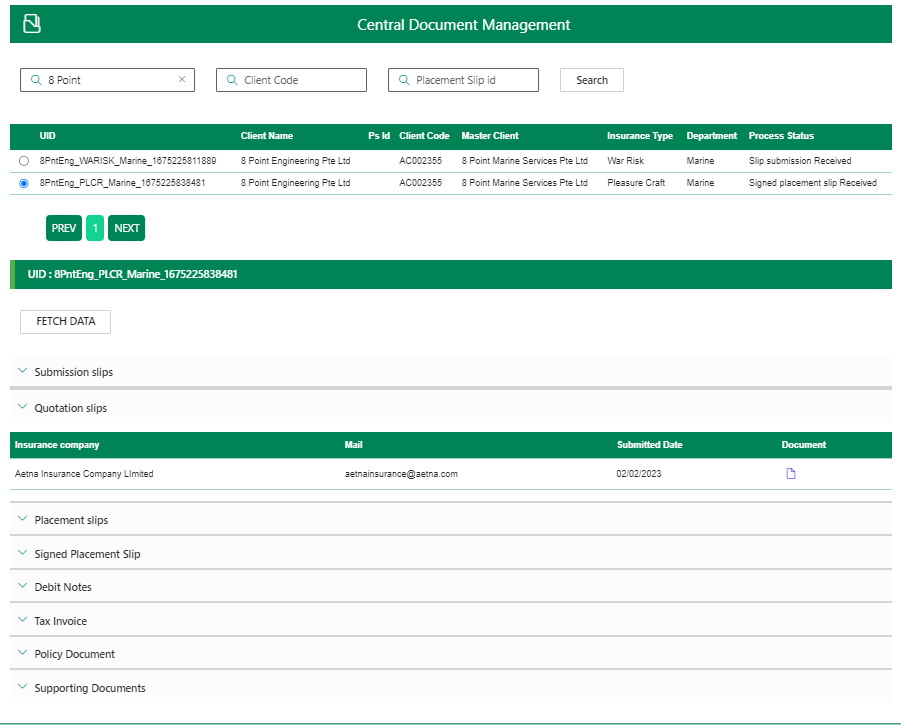 Central Document Management
8 Point × Client Code Placement Slip id Search
UID Client Name Ps Id Client Code Master Client Insurance Type Department Process Status
8PntEng_WARISK_Marine_1675225811889 8 Point Engineering Pte Ltd AC002355 8 Point Marine Services Pte Ltd War Risk Marine Slip submission Received
8PntEng_PLCR_Marine_1675225838481 8 Point Engineering Pte Ltd AC002355 8 Point Marine Services Pte Ltd Pleasure Craft Marine Signed placement slip Received
PREV 1 NEXT
UID : 8PntEng_PLCR_Marine_1675225838481
FETCH DATA
Submission slips
Quotation slips
Insurance company Mail Submitted Date Document
Aetna Insurance Company LImited aetnainsurance@aetna.com 02/02/2023
Placement slips
Signed Placement Slip
Debit Notes
Tax Invoice
Policy Document
Supporting Documents